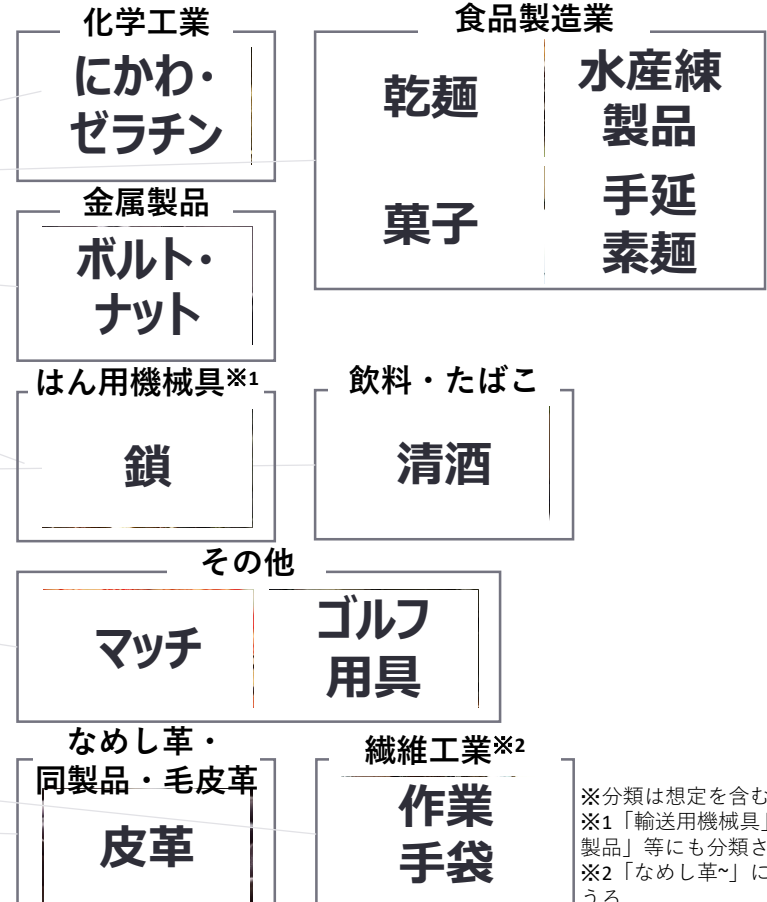 化学工業
にかわ・
ゼラチン
食品製造業
乾麺
水産練
製品
菓子
手延
素麺
金属製品
ボルト・
ナット
はん用機械具※1
鎖
飲料・たばこ
清酒
その他
マッチ
ゴルフ
用具
なめし革・
同製品・毛皮革
皮革
繊維工業※2
作業
手袋
※分類は想定を含む
※1「輸送用機械具」
製品」等にも分類さ
※2「なめし革~」に
うる